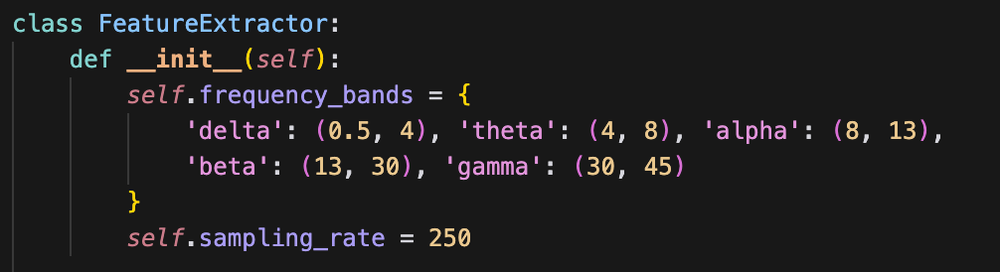 class FeatureExtractor:
    def __init__(self):
        self.frequency_bands = {
            'delta': (0.5, 4), 'theta': (4, 8), 'alpha': (8, 13),
            'beta': (13, 30), 'gamma': (30, 45)
        }
        self.sampling_rate = 250